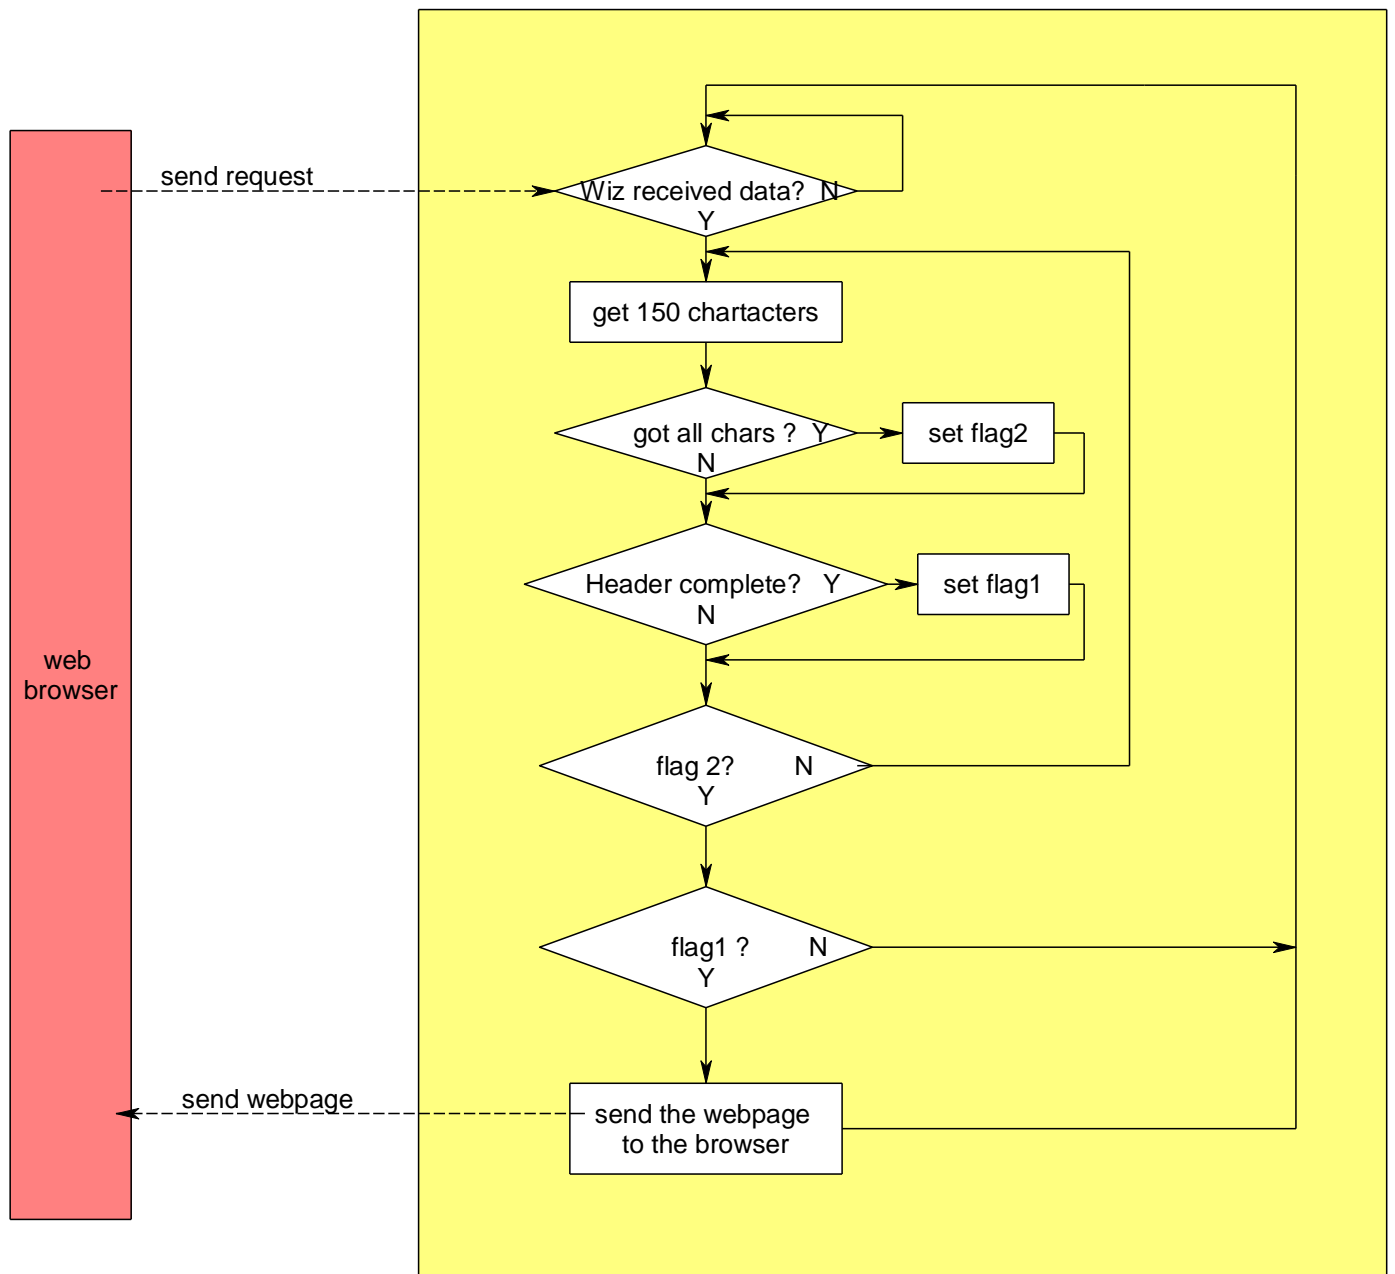 send request
Wiz received data? N
Y
get 150 chartacters
got all chars ? Y
N
set flag2
Header complete? Y
N
set flag1
web
browser
flag 2? N
Y
flag1 ? N
Y
send webpage
send the webpage
to the browser